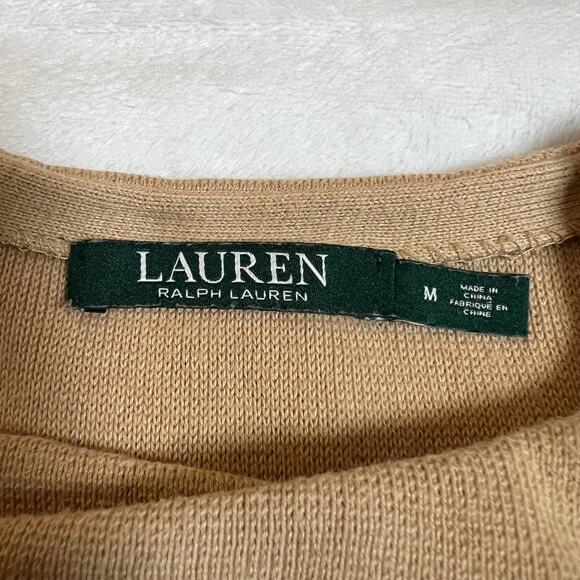 LAUREN
RALPH LAUREN
M
MADE IN
CHINA
FABRIQUÉ EN
CHINE